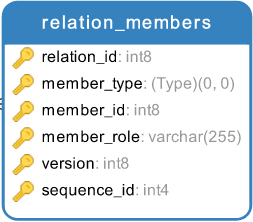 relation_members
relation_id: int8
member_type: (Type)(0, 0)
member_id: int8
member_role: varchar(255)
version: int8
sequence_id: int4